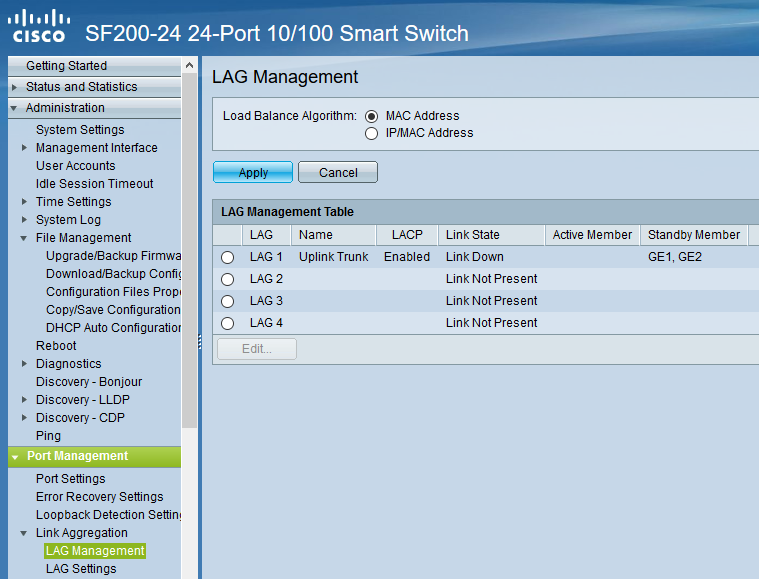 CISCO
SF200-24 24-Port 10/100 Smart Switch
Getting Started
Status and Statistics
Administration
System Settings
Management Interface
User Accounts
Idle Session Timeout
Time Settings
System Log
File Management
Upgrade/Backup Firmwa
Download/Backup Config
Configuration Files Prope
Copy/Save Configuration
DHCP Auto Configuration
Reboot
Diagnostics
Discovery - Bonjour
Discovery - LLDP
Discovery - CDP
Ping
Port Management
Port Settings
Error Recovery Settings
Loopback Detection Setting
Link Aggregation
LAG Management
LAG Settings
LAG Management
Load Balance Algorithm: MAC Address
IP/MAC Address
Apply Cancel
LAG Management Table
LAG Name LACP Link State Active Member Standby Member
LAG 1 Uplink Trunk Enabled Link Down GE1, GE2
LAG 2 Link Not Present
LAG 3 Link Not Present
LAG 4 Link Not Present
Edit...